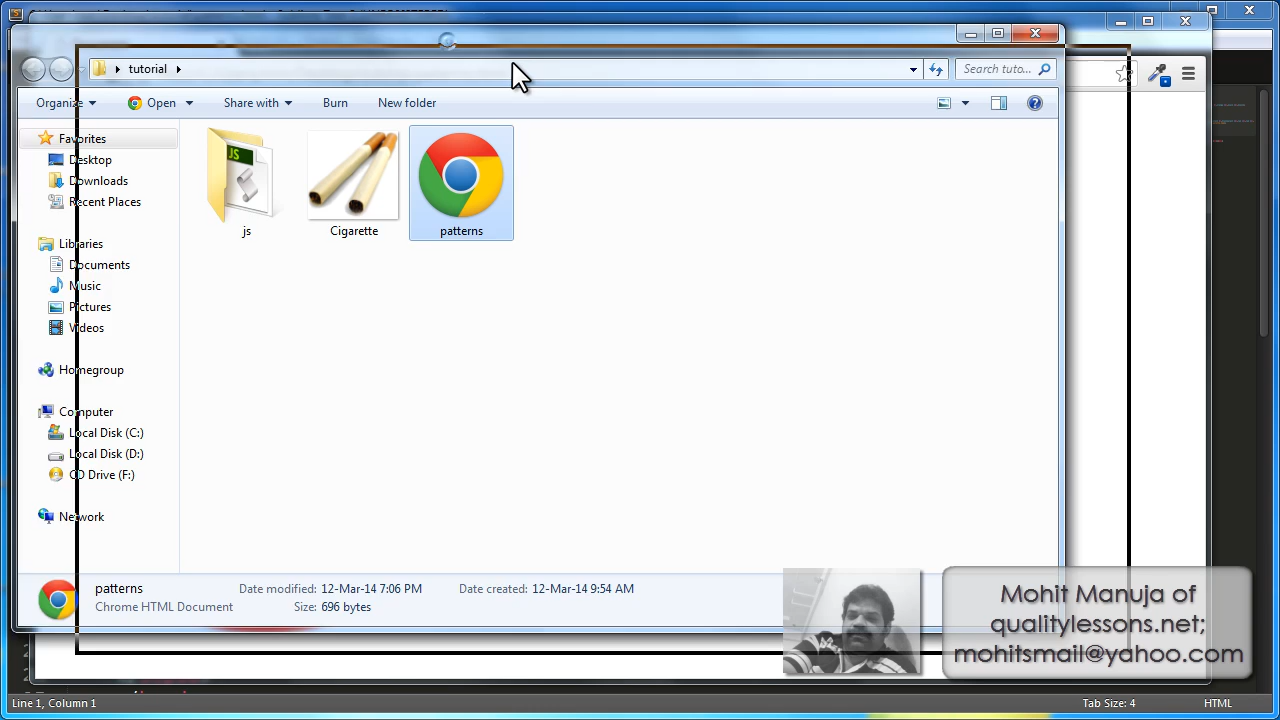 tutorial
Search tuto...
Organize
Open
Share with
Burn
New folder
Favorites
Desktop
Downloads
Recent Places
Libraries
Documents
Music
Pictures
Videos
Homegroup
Computer
Local Disk (C:)
Local Disk (D:)
CD Drive (F:)
Network
JS
js
Cigarette
patterns
patterns
Date modified: 12-Mar-14 7:06 PM
Date created: 12-Mar-14 9:54 AM
Chrome HTML Document
Size: 696 bytes
Mohit Manuja of
qualitylessons.net;
mohitsmail@yahoo.com
Line 1, Column 1
Tab Size: 4
HTML